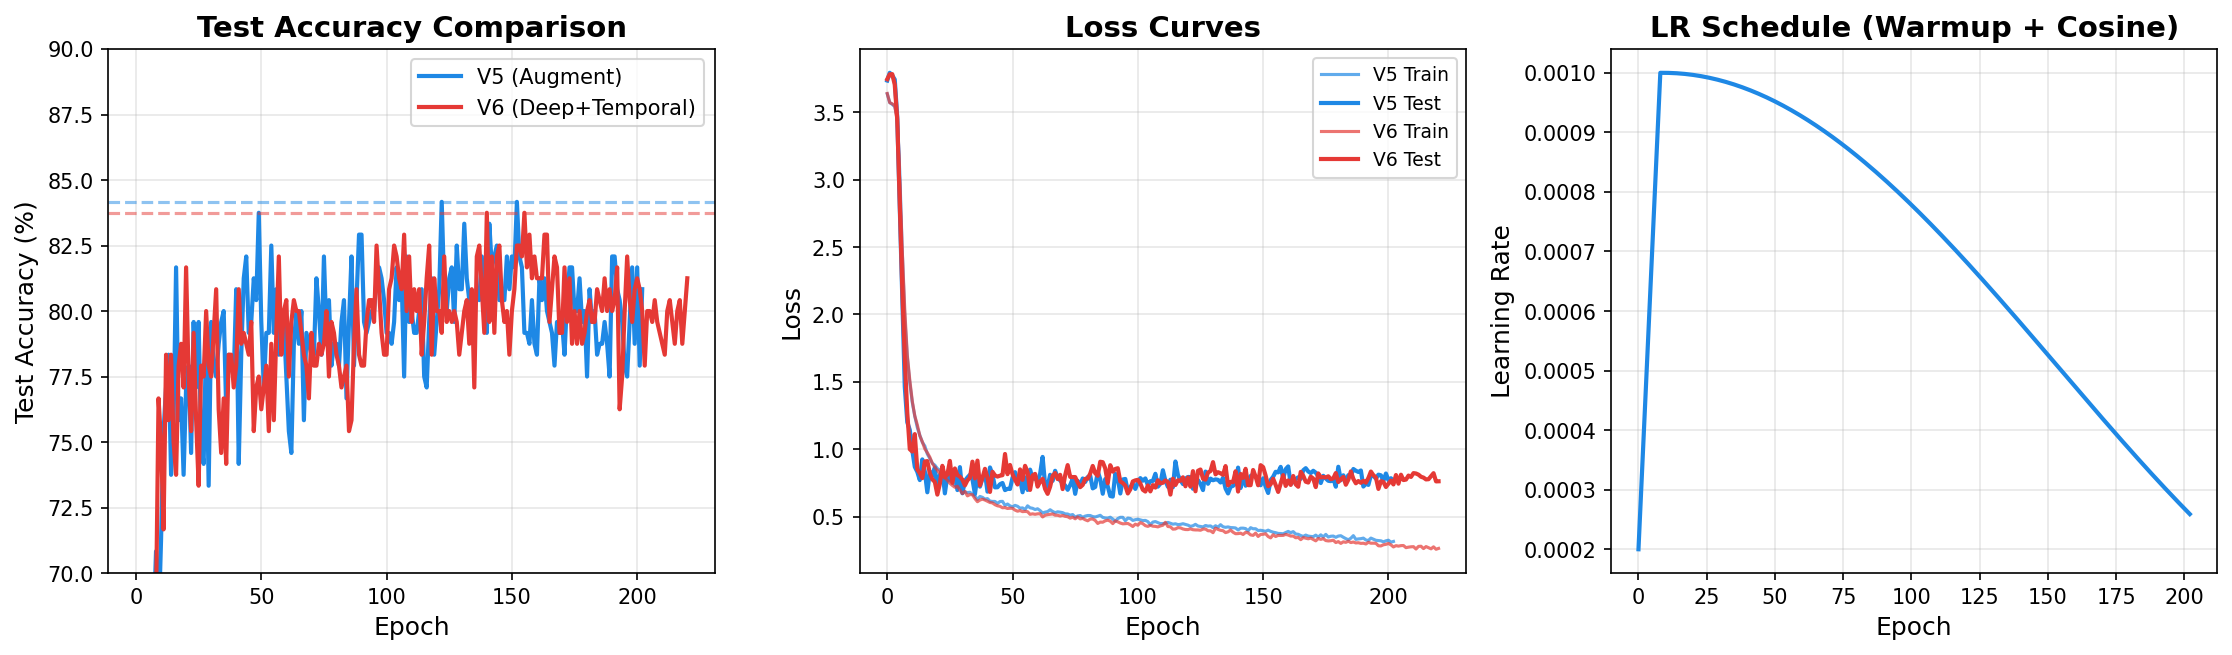 Test Accuracy Comparison
90.0
87.5
85.0
82.5
80.0
77.5
75.0
72.5
70.0
Test Accuracy (%)
V5 (Augment)
V6 (Deep+Temporal)
0 50 100 150 200
Epoch
Loss Curves
3.5
3.0
2.5
2.0
1.5
1.0
0.5
Loss
V5 Train
V5 Test
V6 Train
V6 Test
0 50 100 150 200
Epoch
LR Schedule (Warmup + Cosine)
0.0010
0.0009
0.0008
0.0007
0.0006
0.0005
0.0004
0.0003
0.0002
Learning Rate
0 25 50 75 100 125 150 175 200
Epoch